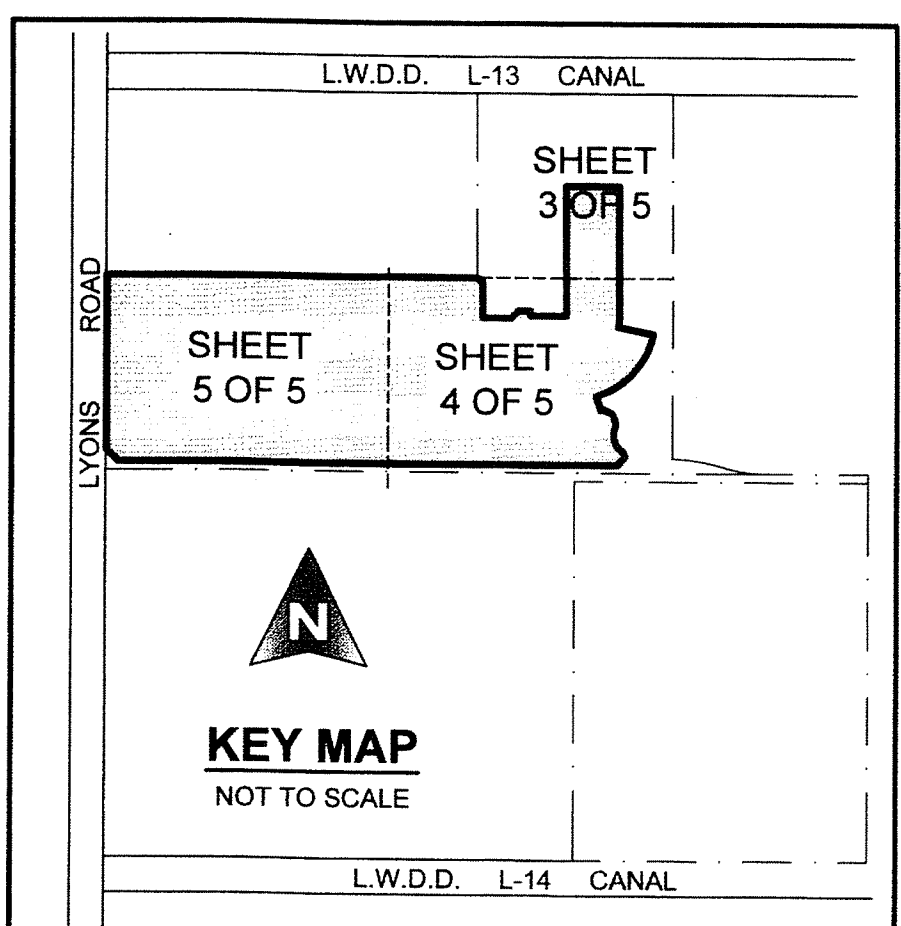 L.W.D.D. L-13 CANAL
SHEET
3 OF 5
LYONS ROAD
SHEET
5 OF 5
SHEET
4 OF 5
N
KEY MAP
NOT TO SCALE
L.W.D.D. L-14 CANAL